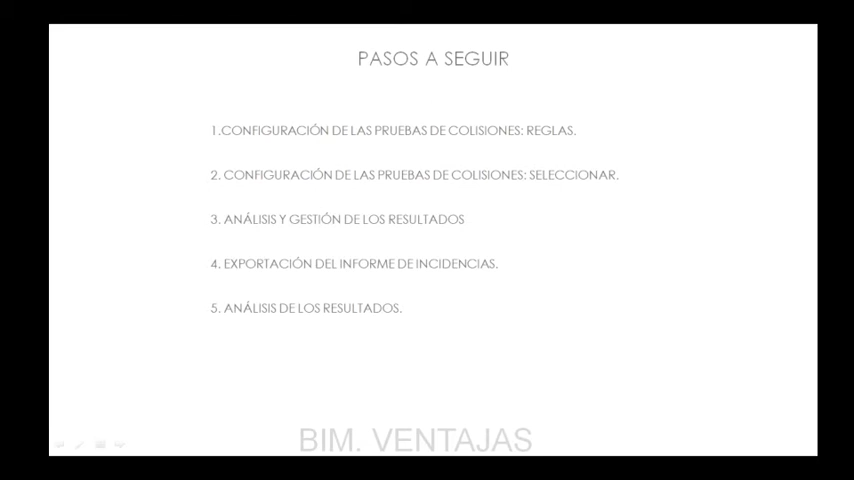 PASOS A SEGUIR
1.CONFIGURACIÓN DE LAS PRUEBAS DE COLISIONES: REGLAS.
2. CONFIGURACIÓN DE LAS PRUEBAS DE COLISIONES: SELECCIONAR.
3. ANÁLISIS Y GESTIÓN DE LOS RESULTADOS
4. EXPORTACIÓN DEL INFORME DE INCIDENCIAS.
5. ANÁLISIS DE LOS RESULTADOS.
BIM. VENTAJAS